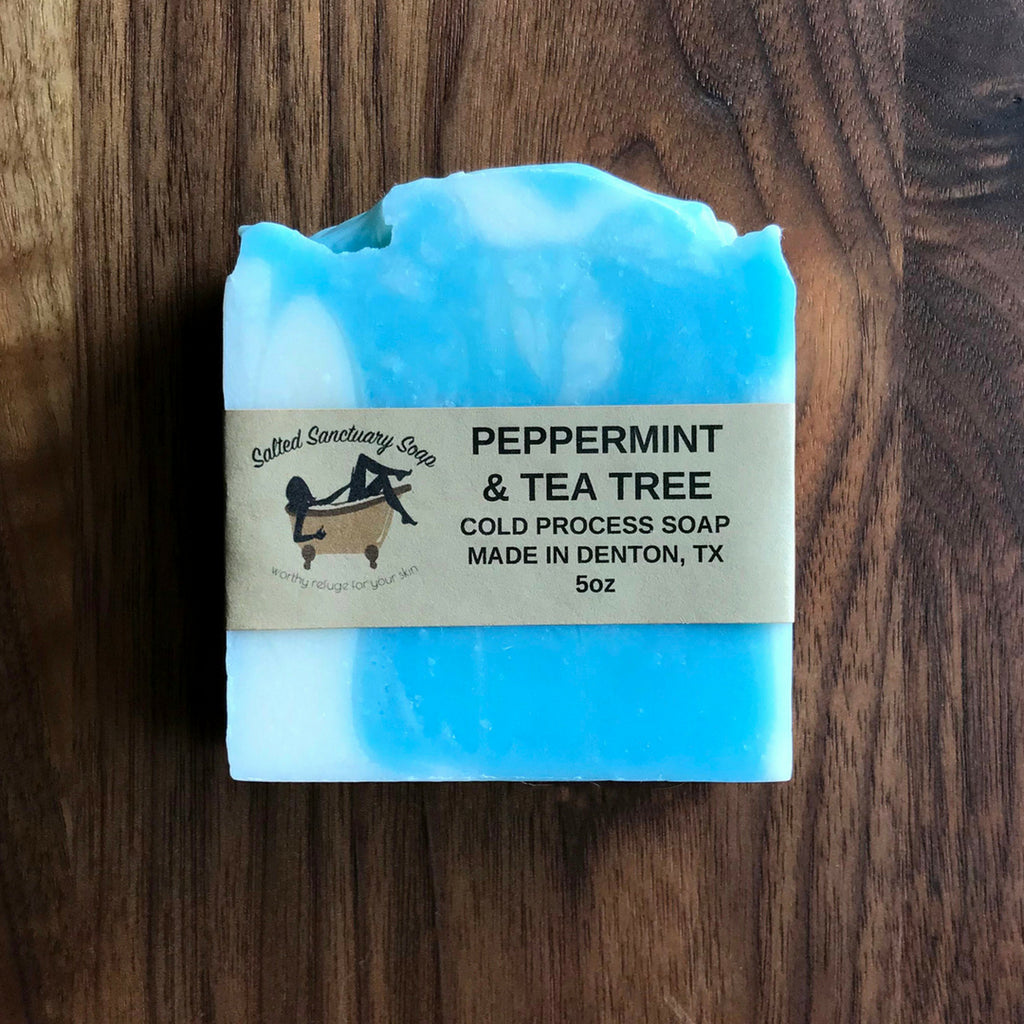 Salted Sanctuary Soap
worthy refuge for your skin
PEPPERMINT
& TEA TREE
COLD PROCESS SOAP
MADE IN DENTON, TX
5oz